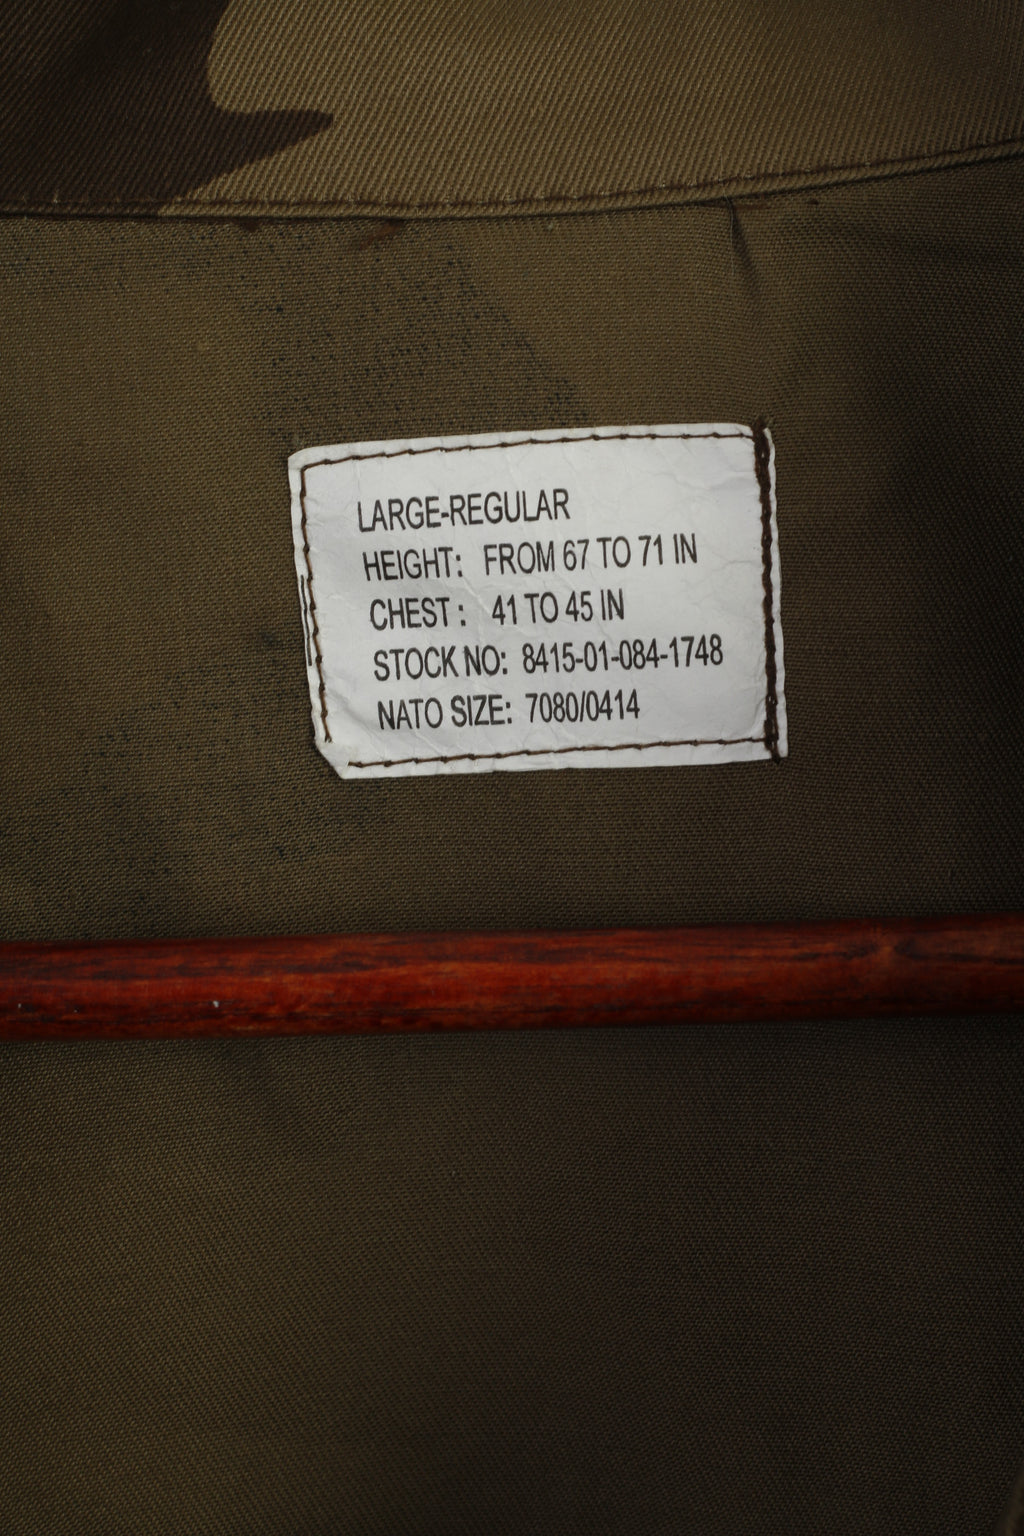 LARGE-REGULAR
HEIGHT: FROM 67 TO 71 IN
CHEST : 41 TO 45 IN
STOCK NO: 8415-01-084-1748
NATO SIZE: 7080/0414